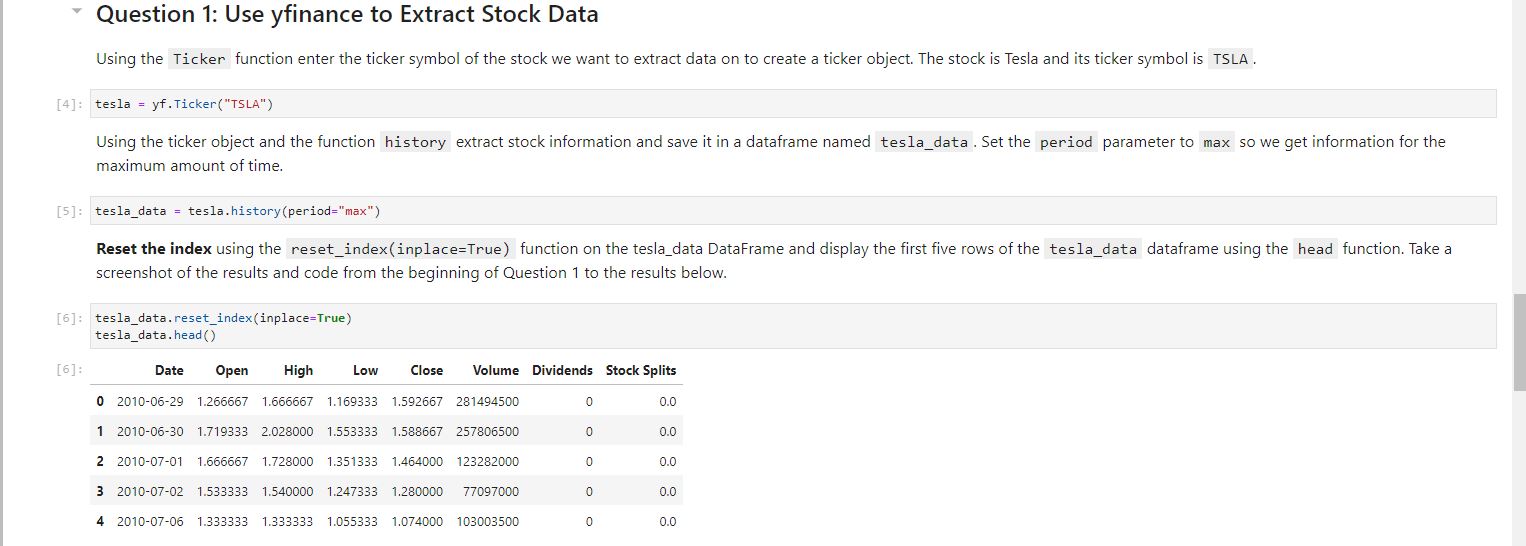 Question 1: Use yfinance to Extract Stock Data
Using the Ticker function enter the ticker symbol of the stock we want to extract data on to create a ticker object. The stock is Tesla and its ticker symbol is TSLA.
[4]: tesla = yf.Ticker("TSLA")
Using the ticker object and the function history extract stock information and save it in a dataframe named tesla_data. Set the period parameter to max so we get information for the
maximum amount of time.
[5]: tesla_data = tesla.history(period="max")
Reset the index using the reset_index(inplace=True) function on the tesla_data DataFrame and display the first five rows of the tesla_data dataframe using the head function. Take a
screenshot of the results and code from the beginning of Question 1 to the results below.
[6]: tesla_data.reset_index(inplace=True)
tesla_data.head()
[6]: Date Open High Low Close Volume Dividends Stock Splits
0 2010-06-29 1.266667 1.666667 1.169333 1.592667 281494500 0 0.0
1 2010-06-30 1.719333 2.028000 1.553333 1.588667 257806500 0 0.0
2 2010-07-01 1.666667 1.728000 1.351333 1.464000 123282000 0 0.0
3 2010-07-02 1.533333 1.540000 1.247333 1.280000 77097000 0 0.0
4 2010-07-06 1.333333 1.333333 1.055333 1.074000 103003500 0 0.0